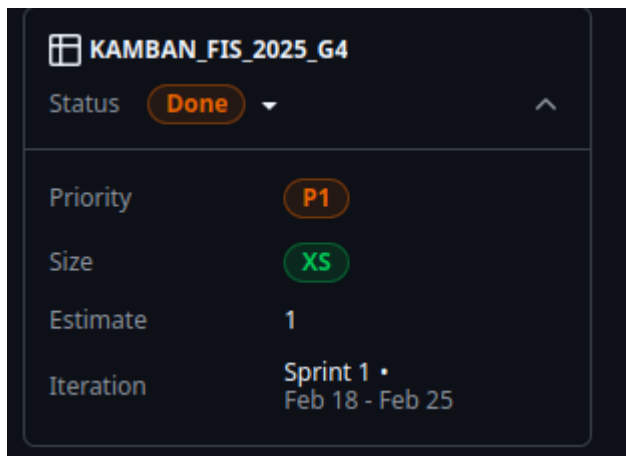 KAMBAN_FIS_2025_G4
Status Done
Priority P1
Size XS
Estimate 1
Iteration Sprint 1 •
Feb 18 - Feb 25